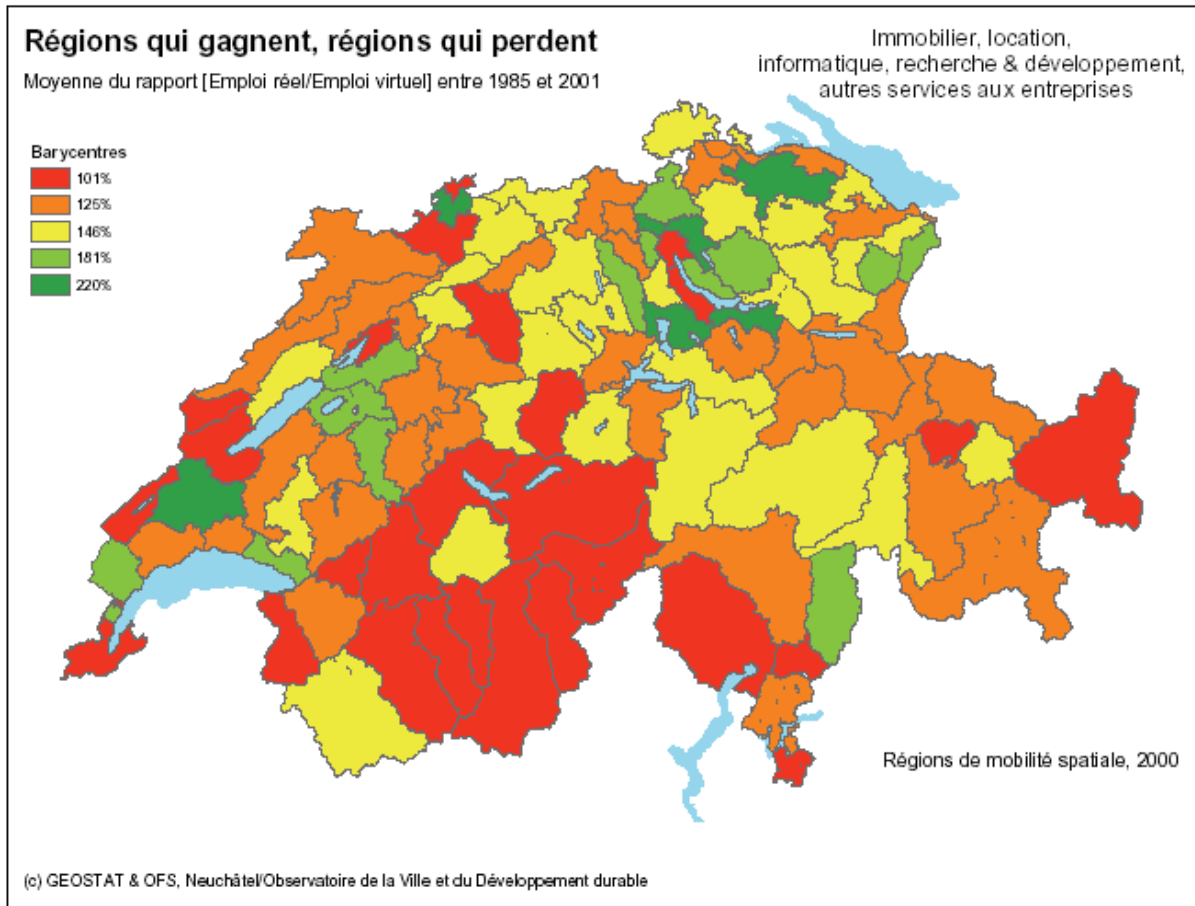 Régions qui gagnent, régions qui perdent
Moyenne du rapport [Emploi réel/Emploi virtuel] entre 1985 et 2001
Immobilier, location,
informatique, recherche & développement,
autres services aux entreprises
Barycentres
101%
125%
146%
181%
220%
Régions de mobilité spatiale, 2000
(c) GEOSTAT & OFS, Neuchâtel/Observatoire de la Ville et du Développement durable